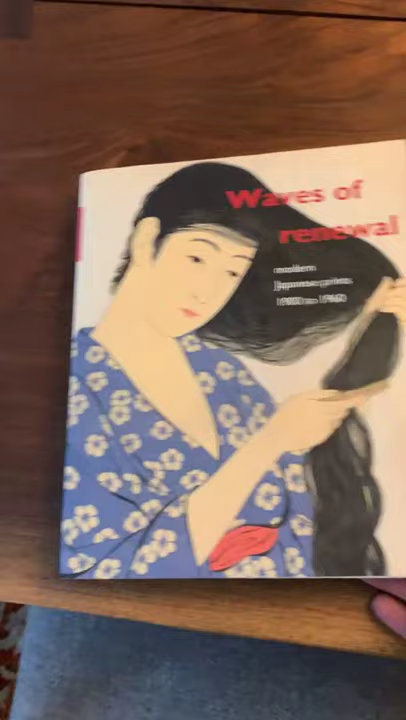 Waves of
renewal
modern
Japanese prints
1900 to 1960